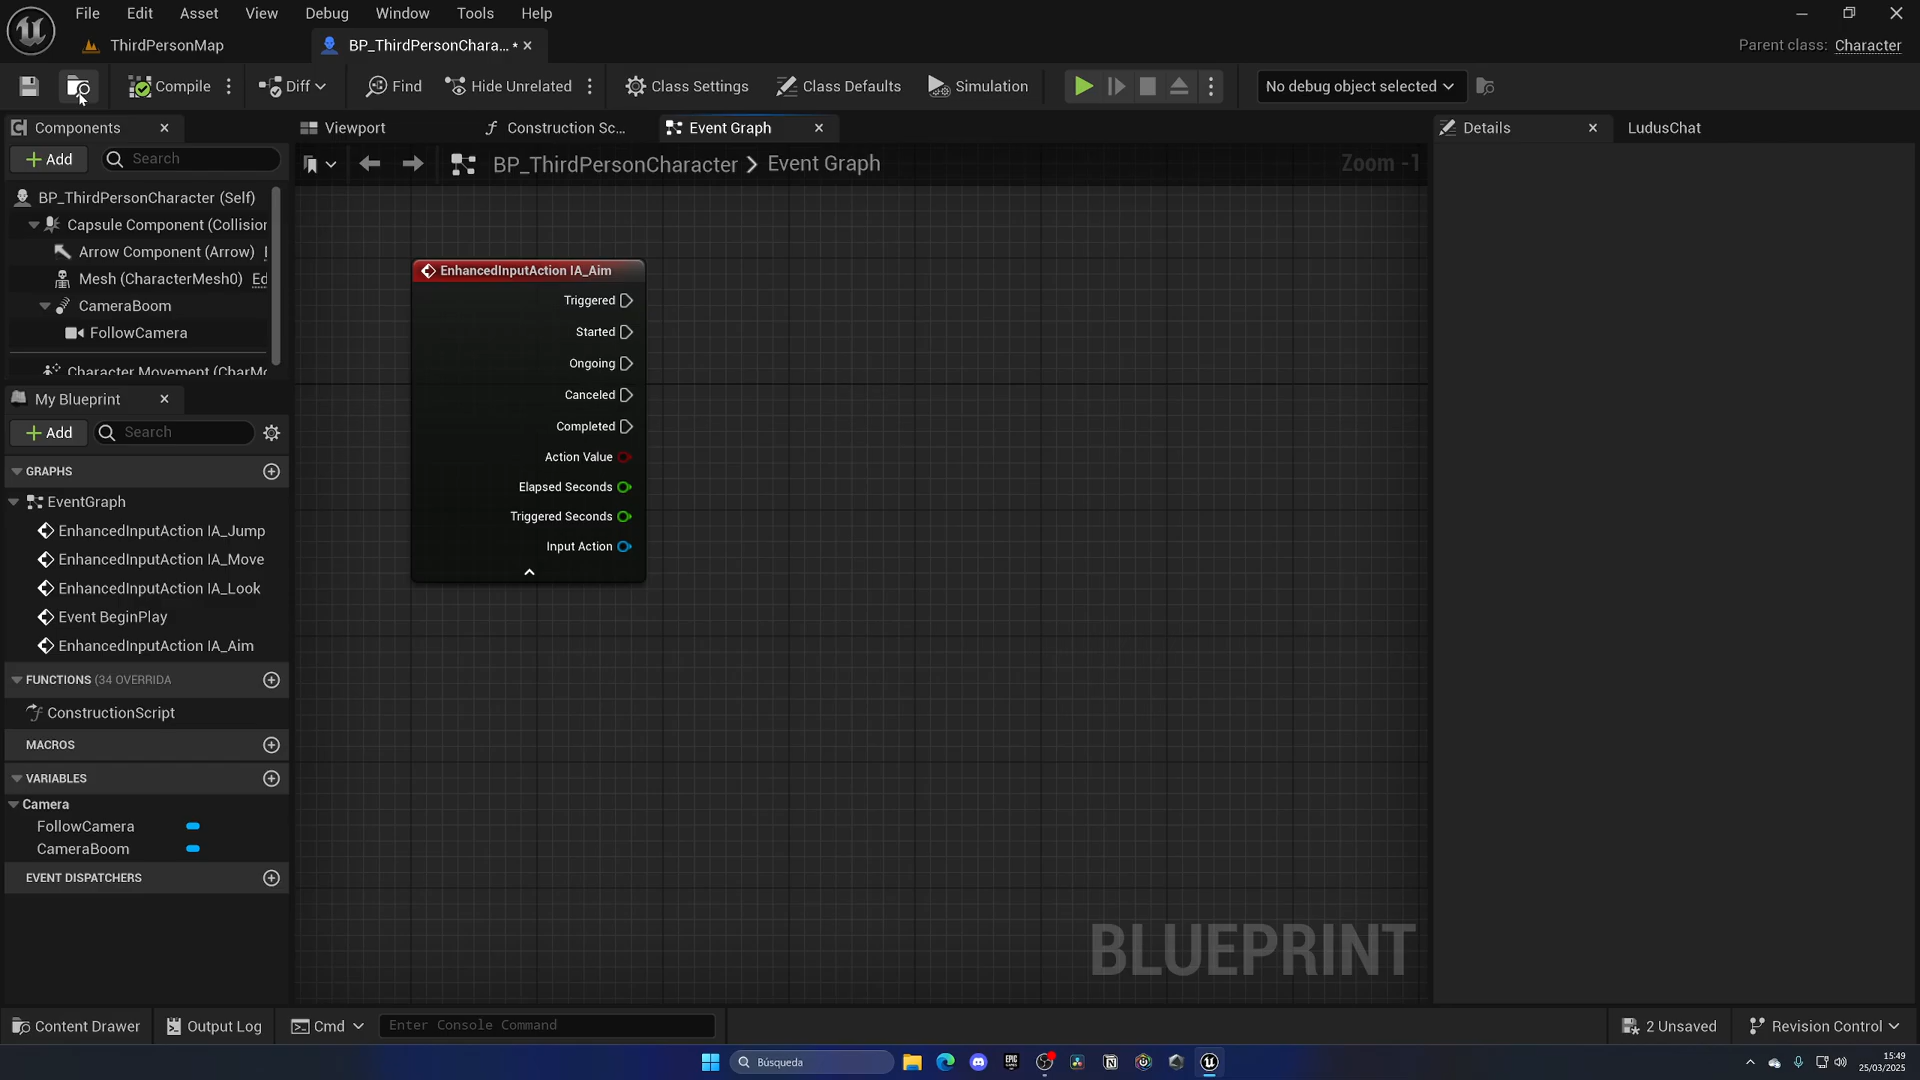 File Edit Asset View Debug Window Tools Help
ThirdPersonMap
BP_ThirdPersonChara... •
Parent class: Character
Compile
Diff
Find
Hide Unrelated
Class Settings
Class Defaults
Simulation
No debug object selected
Components
Viewport
Construction Sc...
Event Graph
Details
LudusChat
Add
Search
BP_ThirdPersonCharacter > Event Graph
Zoom -1
BP_ThirdPersonCharacter (Self)
Capsule Component (Collision
Arrow Component (Arrow)
Mesh (CharacterMesh0) Ed
CameraBoom
FollowCamera
Character Movement (CharMo
EnhancedInputAction IA_Aim
Triggered
Started
Ongoing
Canceled
Completed
Action Value
Elapsed Seconds
Triggered Seconds
Input Action
My Blueprint
Add
Search
GRAPHS
EventGraph
EnhancedInputAction IA_Jump
EnhancedInputAction IA_Move
EnhancedInputAction IA_Look
Event BeginPlay
EnhancedInputAction IA_Aim
FUNCTIONS (34 OVERRIDA
ConstructionScript
MACROS
VARIABLES
Camera
FollowCamera
CameraBoom
EVENT DISPATCHERS
BLUEPRINT
Content Drawer
Output Log
Cmd
Enter Console Command
2 Unsaved
Revision Control
Búsqueda
EPIC
15:49
25/03/2025